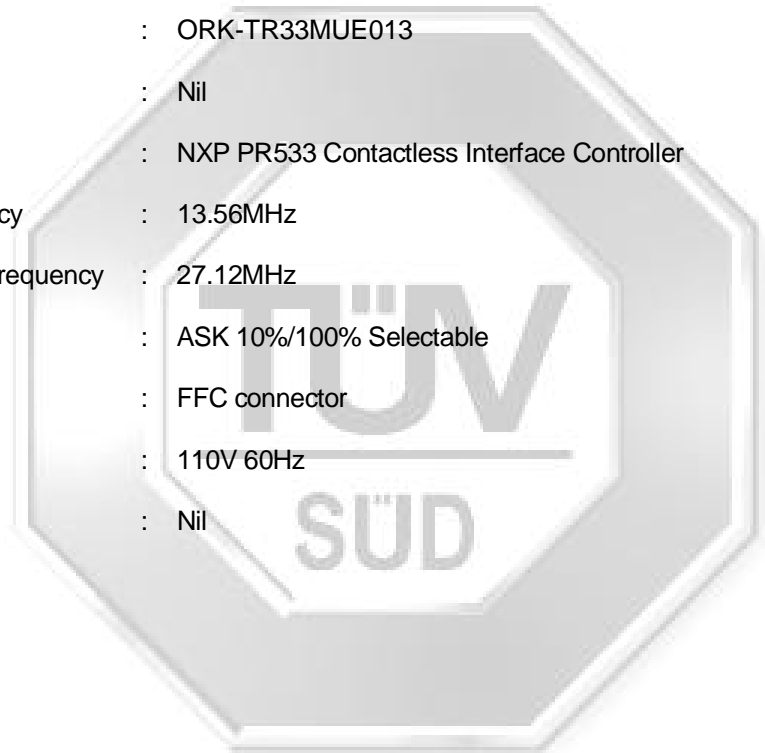 : ORK-TR33MUE013
: Nil
: NXP PR533 Contactless Interface Controller
cy : 13.56MHz
requency : 27.12MHz
: ASK 10%/100% Selectable
: FFC connector
: 110V 60Hz
: Nil
TÜV
SÜD